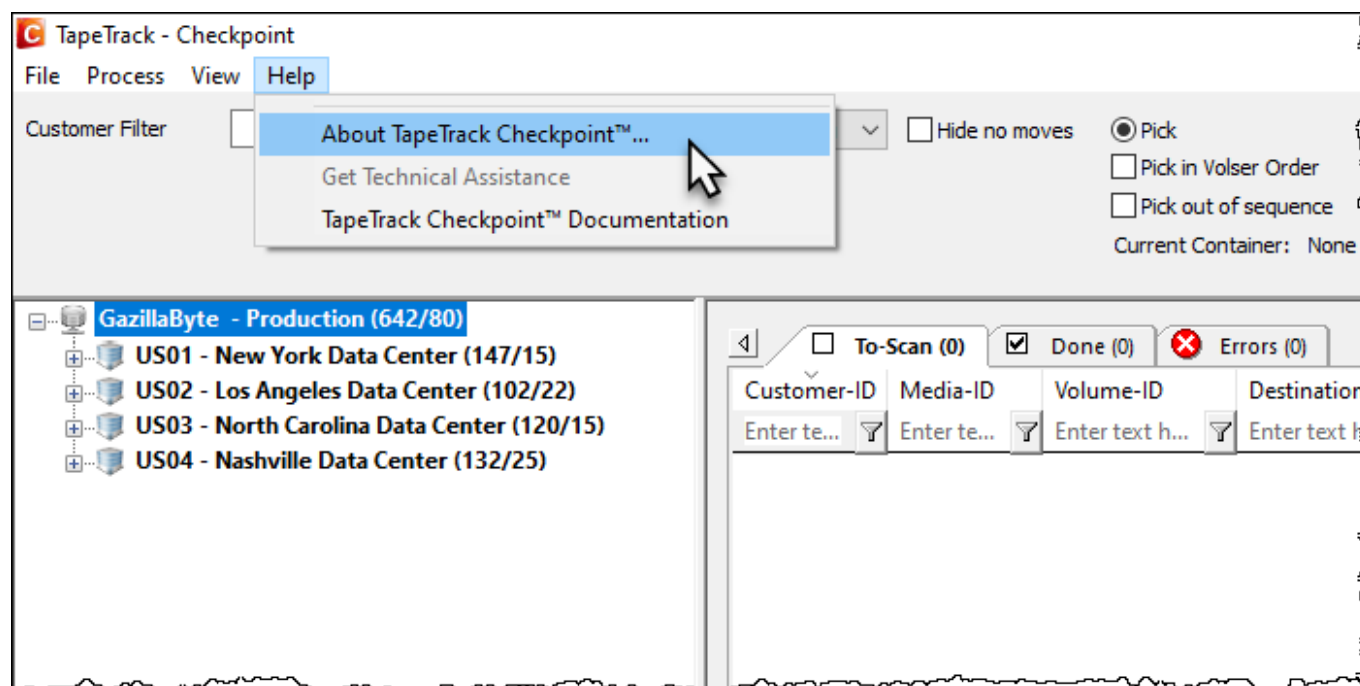 TapeTrack - Checkpoint
File Process View Help
Customer Filter
About TapeTrack Checkpoint™...
Get Technical Assistance
TapeTrack Checkpoint™ Documentation
Hide no moves
Pick
Pick in Volser Order
Pick out of sequence
Current Container: None
GazillaByte - Production (642/80)
US01 - New York Data Center (147/15)
US02 - Los Angeles Data Center (102/22)
US03 - North Carolina Data Center (120/15)
US04 - Nashville Data Center (132/25)
To-Scan (0) Done (0) Errors (0)
Customer-ID Media-ID Volume-ID Destination
Enter te... Enter te... Enter text h... Enter text h